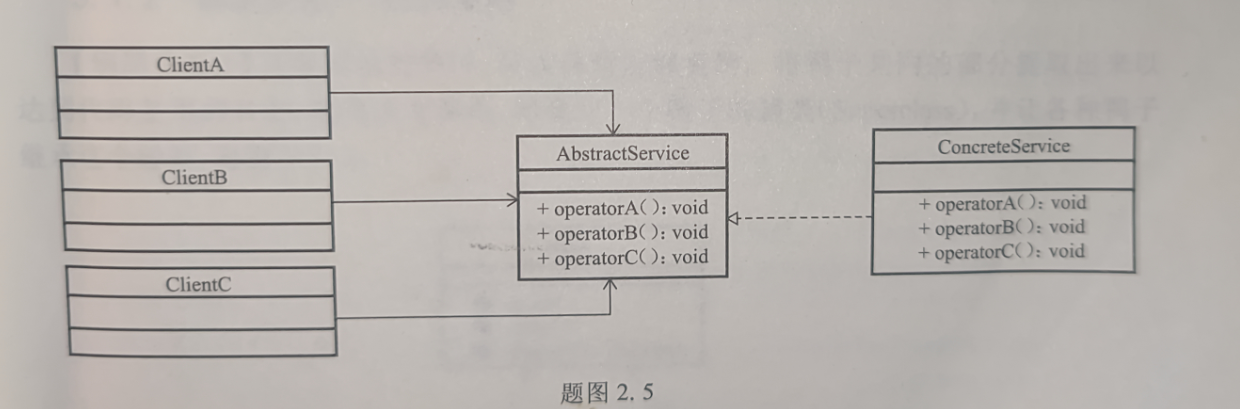 ClientA
ClientB
ClientC
AbstractService
+ operatorA(): void
+ operatorB(): void
+ operatorC(): void
ConcreteService
+ operatorA(): void
+ operatorB(): void
+ operatorC(): void
题图 2.5